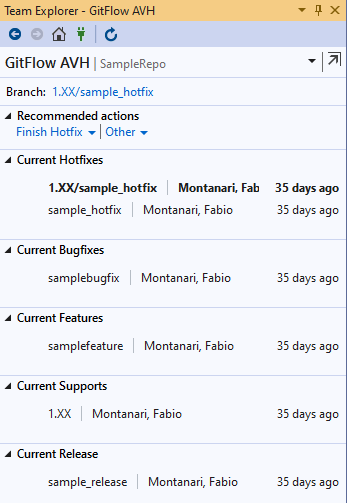 Team Explorer - GitFlow AVH
GitFlow AVH | SampleRepo
Branch: 1.XX/sample_hotfix
Recommended actions
Finish Hotfix Other
Current Hotfixes
1.XX/sample_hotfix Montanari, Fab 35 days ago
sample_hotfix Montanari, Fabio 35 days ago
Current Bugfixes
samplebugfix Montanari, Fabio 35 days ago
Current Features
samplefeature Montanari, Fabio 35 days ago
Current Supports
1.XX Montanari, Fabio 35 days ago
Current Release
sample_release Montanari, Fabio 35 days ago